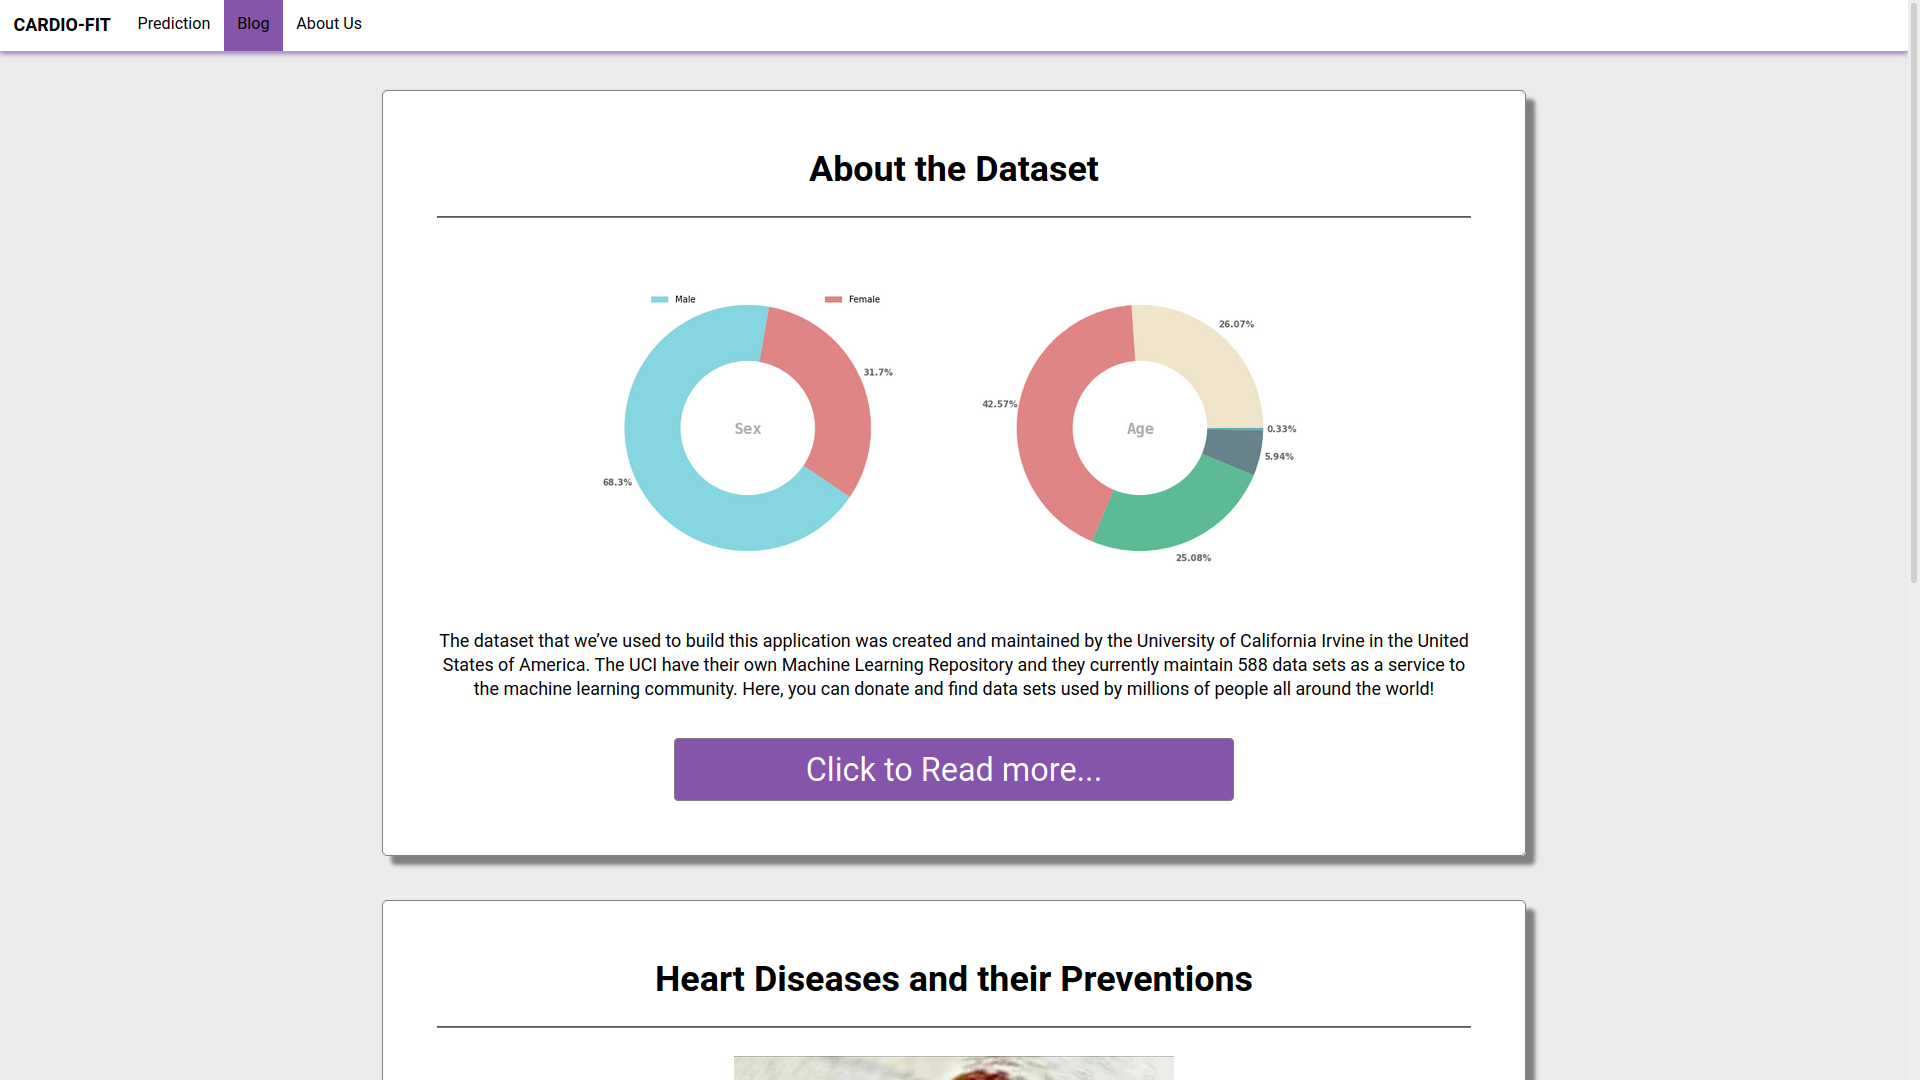 CARDIO-FIT Prediction Blog About Us
About the Dataset
Male Female
31.7%
Sex
68.3%
26.07%
42.57%
Age
0.33%
5.94%
25.08%
The dataset that we’ve used to build this application was created and maintained by the University of California Irvine in the United
States of America. The UCI have their own Machine Learning Repository and they currently maintain 588 data sets as a service to
the machine learning community. Here, you can donate and find data sets used by millions of people all around the world!
Click to Read more...
Heart Diseases and their Preventions